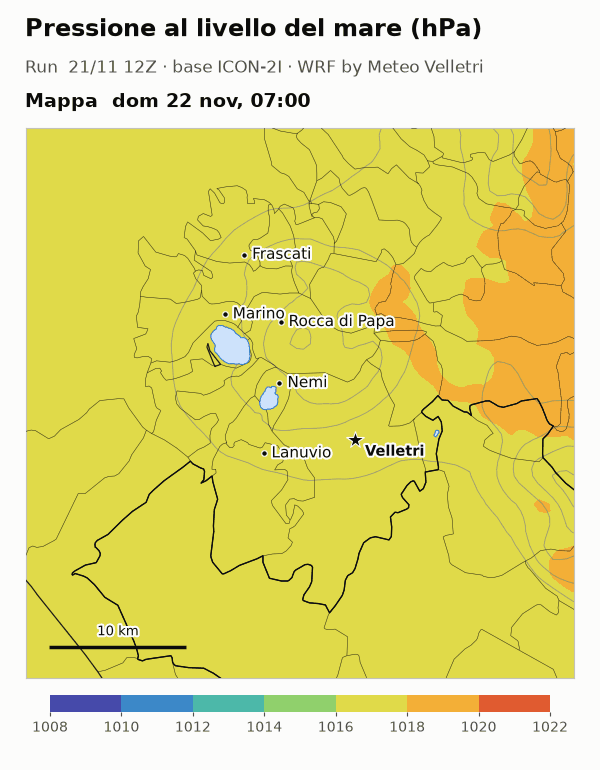 Pressione al livello del mare (hPa)
Run  21/11 12Z · base ICON-2I · WRF by Meteo Velletri
Mappa  dom 22 nov, 07:00
Frascati
Marino
Rocca di Papa
Nemi
Velletri
Lanuvio
10 km
1008 1010 1012 1014 1016 1018 1020 1022